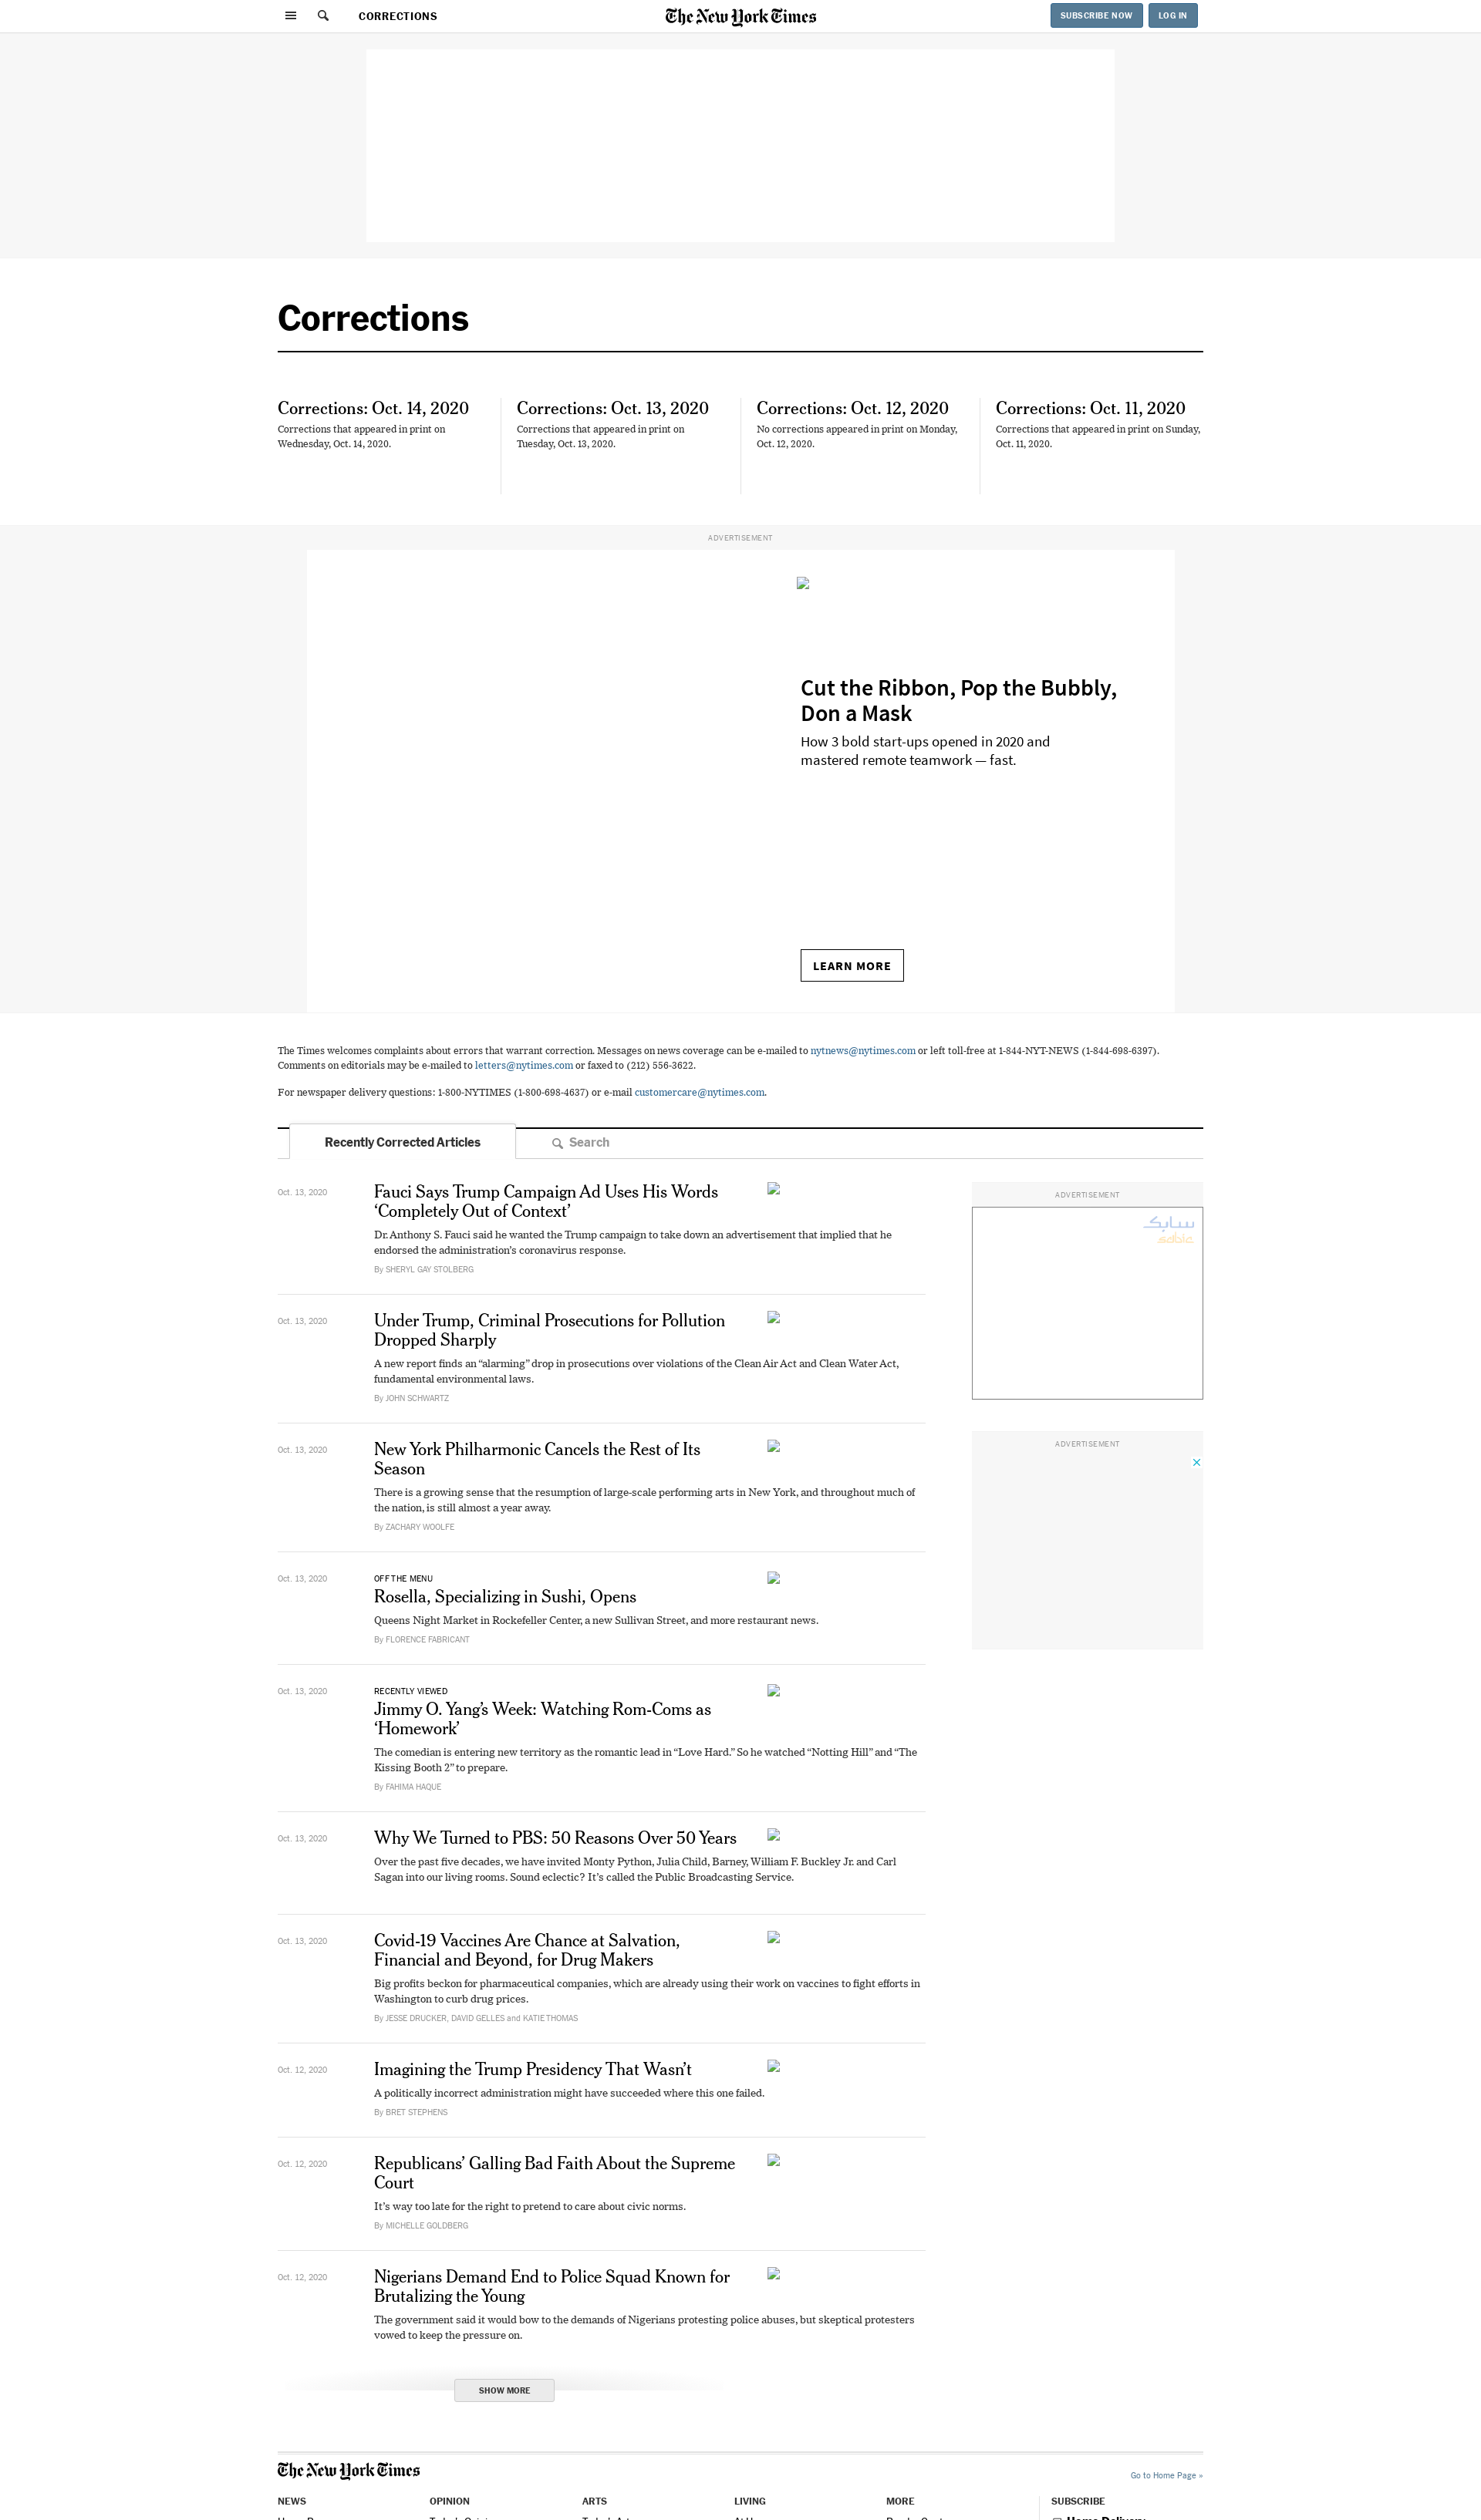 CORRECTIONS
The New York Times
SUBSCRIBE NOW
LOG IN
Corrections
Corrections: Oct. 14, 2020
Corrections that appeared in print on
Wednesday, Oct. 14, 2020.
Corrections: Oct. 13, 2020
Corrections that appeared in print on
Tuesday, Oct. 13, 2020.
Corrections: Oct. 12, 2020
No corrections appeared in print on Monday,
Oct. 12, 2020.
Corrections: Oct. 11, 2020
Corrections that appeared in print on Sunday,
Oct. 11, 2020.
ADVERTISEMENT
Cut the Ribbon, Pop the Bubbly,
Don a Mask
How 3 bold start-ups opened in 2020 and
mastered remote teamwork — fast.
LEARN MORE
The Times welcomes complaints about errors that warrant correction. Messages on news coverage can be e-mailed to nytnews@nytimes.com or left toll-free at 1-844-NYT-NEWS (1-844-698-6397).
Comments on editorials may be e-mailed to letters@nytimes.com or faxed to (212) 556-3622.
For newspaper delivery questions: 1-800-NYTIMES (1-800-698-4637) or e-mail customercare@nytimes.com.
Recently Corrected Articles
Search
Oct. 13, 2020
Fauci Says Trump Campaign Ad Uses His Words
‘Completely Out of Context’
Dr. Anthony S. Fauci said he wanted the Trump campaign to take down an advertisement that implied that he
endorsed the administration’s coronavirus response.
By SHERYL GAY STOLBERG
ADVERTISEMENT
سابك
sabic
Oct. 13, 2020
Under Trump, Criminal Prosecutions for Pollution
Dropped Sharply
A new report finds an “alarming” drop in prosecutions over violations of the Clean Air Act and Clean Water Act,
fundamental environmental laws.
By JOHN SCHWARTZ
ADVERTISEMENT
Oct. 13, 2020
New York Philharmonic Cancels the Rest of Its
Season
There is a growing sense that the resumption of large-scale performing arts in New York, and throughout much of
the nation, is still almost a year away.
By ZACHARY WOOLFE
Oct. 13, 2020
OFF THE MENU
Rosella, Specializing in Sushi, Opens
Queens Night Market in Rockefeller Center, a new Sullivan Street, and more restaurant news.
By FLORENCE FABRICANT
Oct. 13, 2020
RECENTLY VIEWED
Jimmy O. Yang’s Week: Watching Rom-Coms as
‘Homework’
The comedian is entering new territory as the romantic lead in “Love Hard.” So he watched “Notting Hill” and “The
Kissing Booth 2” to prepare.
By FAHIMA HAQUE
Oct. 13, 2020
Why We Turned to PBS: 50 Reasons Over 50 Years
Over the past five decades, we have invited Monty Python, Julia Child, Barney, William F. Buckley Jr. and Carl
Sagan into our living rooms. Sound eclectic? It’s called the Public Broadcasting Service.
Oct. 13, 2020
Covid-19 Vaccines Are Chance at Salvation,
Financial and Beyond, for Drug Makers
Big profits beckon for pharmaceutical companies, which are already using their work on vaccines to fight efforts in
Washington to curb drug prices.
By JESSE DRUCKER, DAVID GELLES and KATIE THOMAS
Oct. 12, 2020
Imagining the Trump Presidency That Wasn’t
A politically incorrect administration might have succeeded where this one failed.
By BRET STEPHENS
Oct. 12, 2020
Republicans’ Galling Bad Faith About the Supreme
Court
It’s way too late for the right to pretend to care about civic norms.
By MICHELLE GOLDBERG
Oct. 12, 2020
Nigerians Demand End to Police Squad Known for
Brutalizing the Young
The government said it would bow to the demands of Nigerians protesting police abuses, but skeptical protesters
vowed to keep the pressure on.
SHOW MORE
The New York Times
Go to Home Page »
NEWS
OPINION
ARTS
LIVING
MORE
SUBSCRIBE